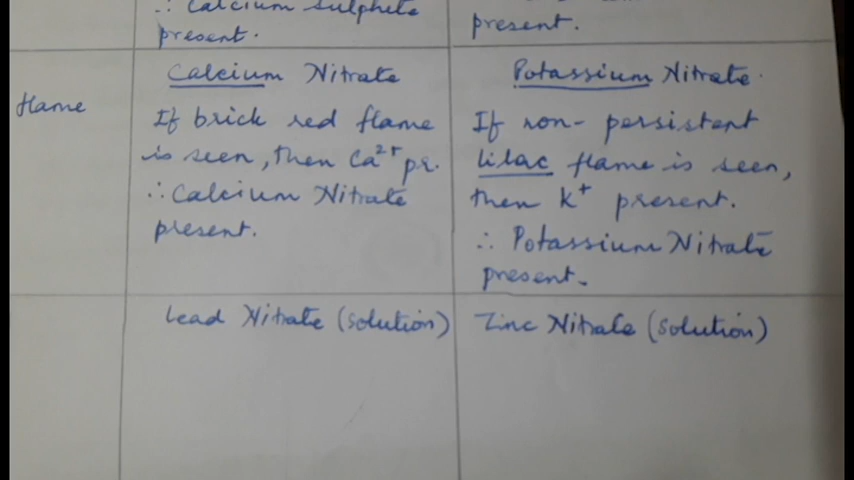 ∴ Calcium Sulphite
present.
present.
Calcium Nitrate
Potassium Nitrate.
flame
If brick red flame
is seen, then Ca²⁺ pr.
∴ Calcium Nitrate
present.
If non-persistent
lilac flame is seen,
then K⁺ present.
∴ Potassium Nitrate
present.
Lead Nitrate (solution)
Zinc Nitrate (solution)